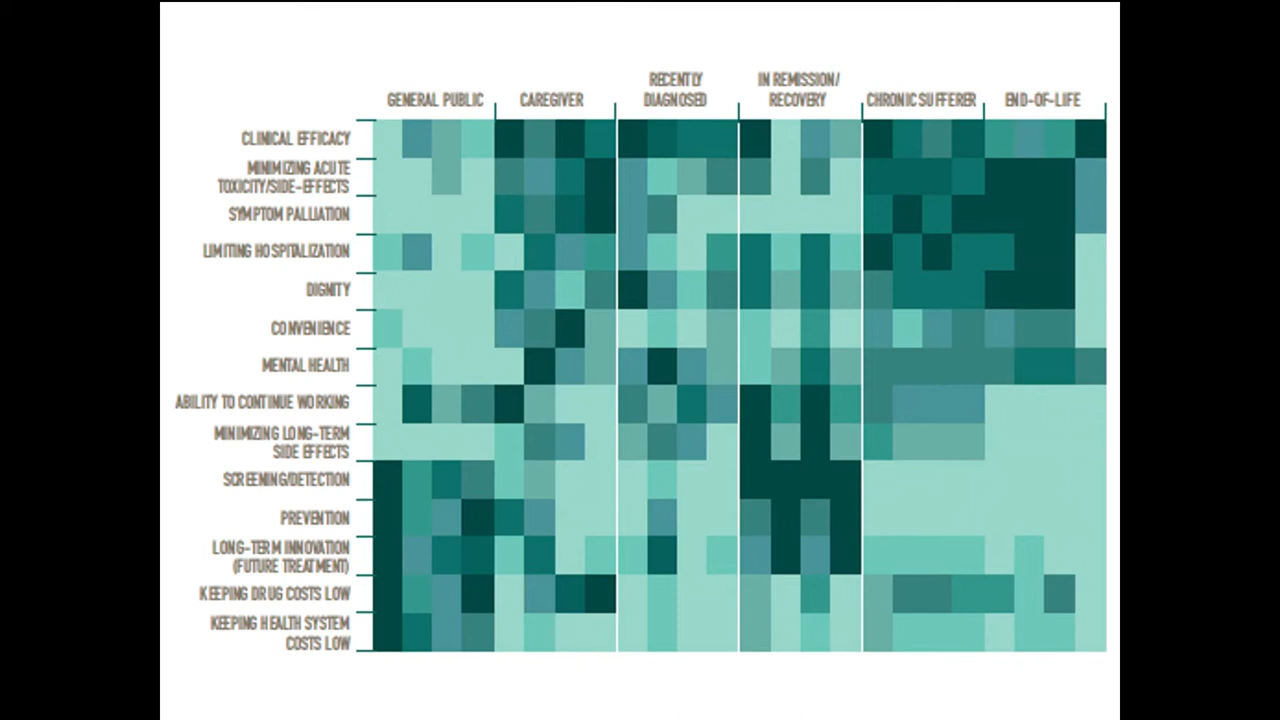 RECENTLY
IN REMISSION/
GENERAL PUBLIC
CAREGIVER
DIAGNOSED
RECOVERY
CHRONIC SUFFERER
END-OF-LIFE
CLINICAL EFFICACY
MINIMIZING ACUTE
TOXICITY/SIDE-EFFECTS
SYMPTOM PALLIATION
LIMITING HOSPITALIZATION
DIGNITY
CONVENIENCE
MENTAL HEALTH
ABILITY TO CONTINUE WORKING
MINIMIZING LONG-TERM
SIDE EFFECTS
SCREENING/DETECTION
PREVENTION
LONG-TERM INNOVATION
(FUTURE TREATMENT)
KEEPING DRUG COSTS LOW
KEEPING HEALTH SYSTEM
COSTS LOW